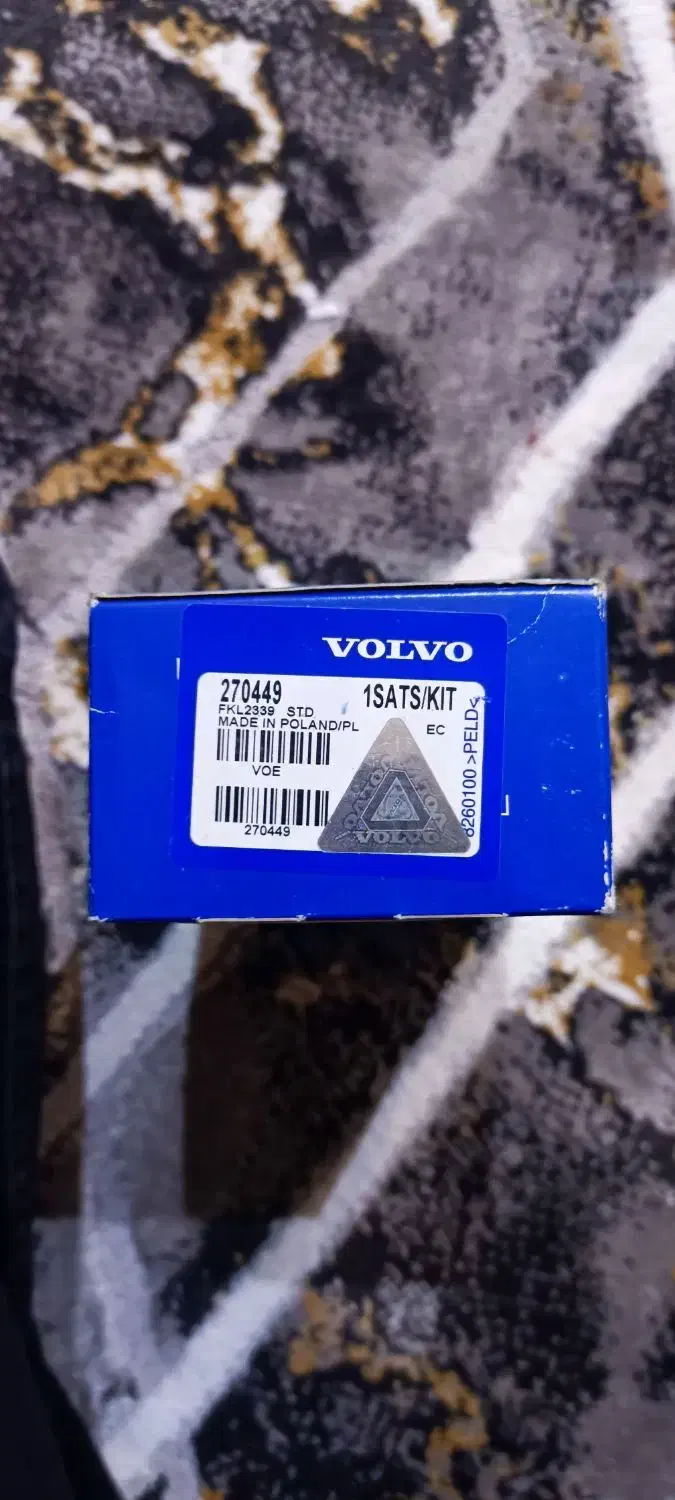 VOLVO
270449 1SATS/KIT
FKL2339 STD
MADE IN POLAND/PL EC
VOE
270449
8260100 >PELD<
VOLVO